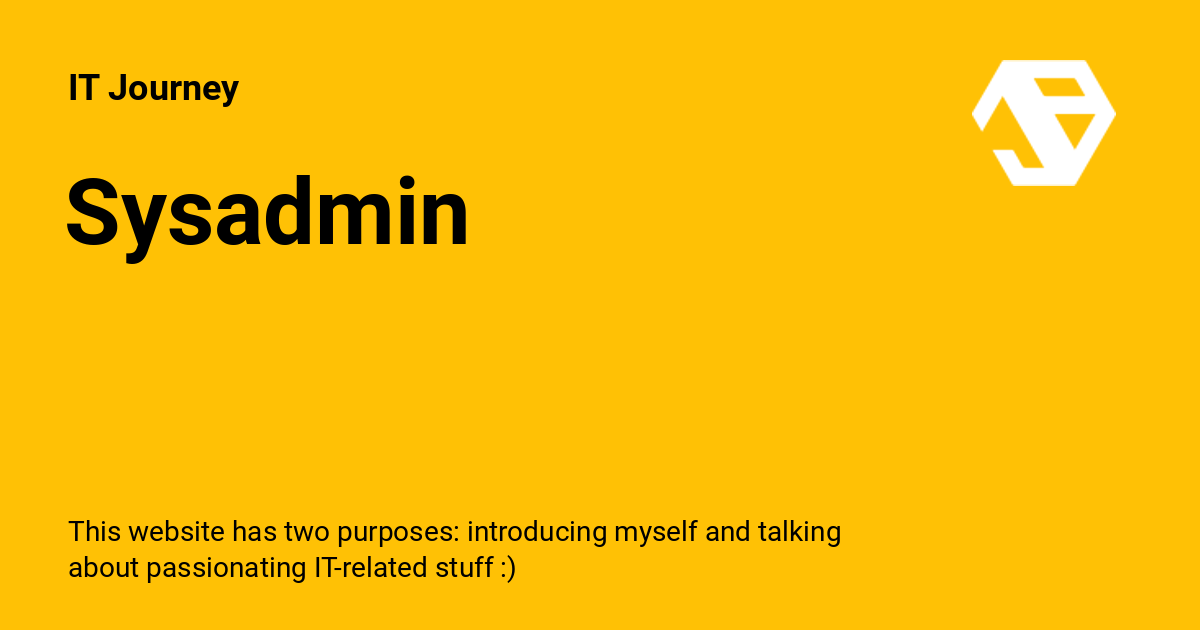 IT Journey
Sysadmin
This website has two purposes: introducing myself and talking
about passionating IT-related stuff :)